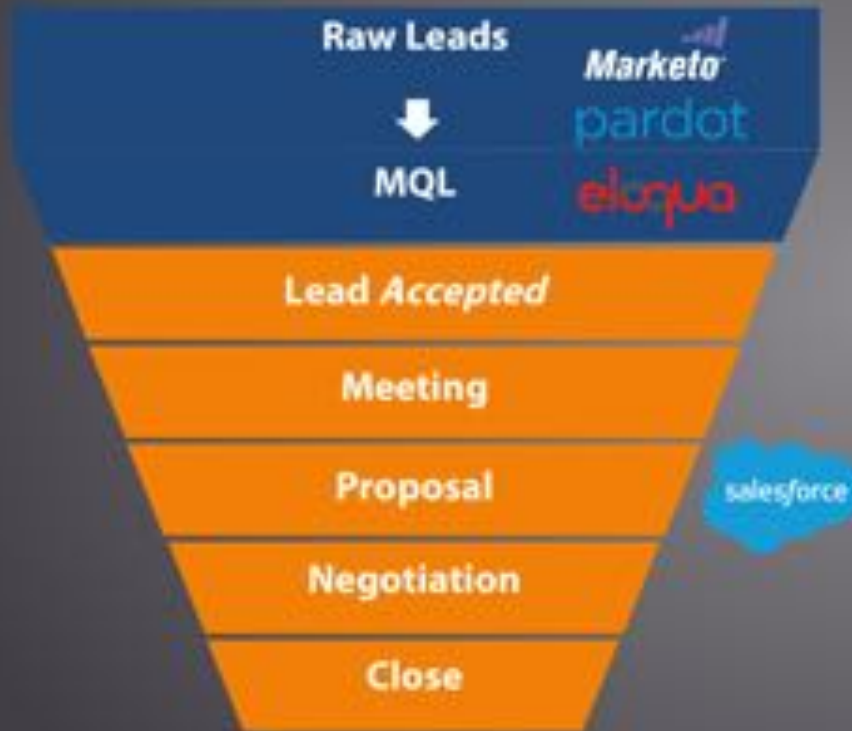 Raw Leads
Marketo
pardot
MQL
eloqua
Lead Accepted
Meeting
Proposal
salesforce
Negotiation
Close